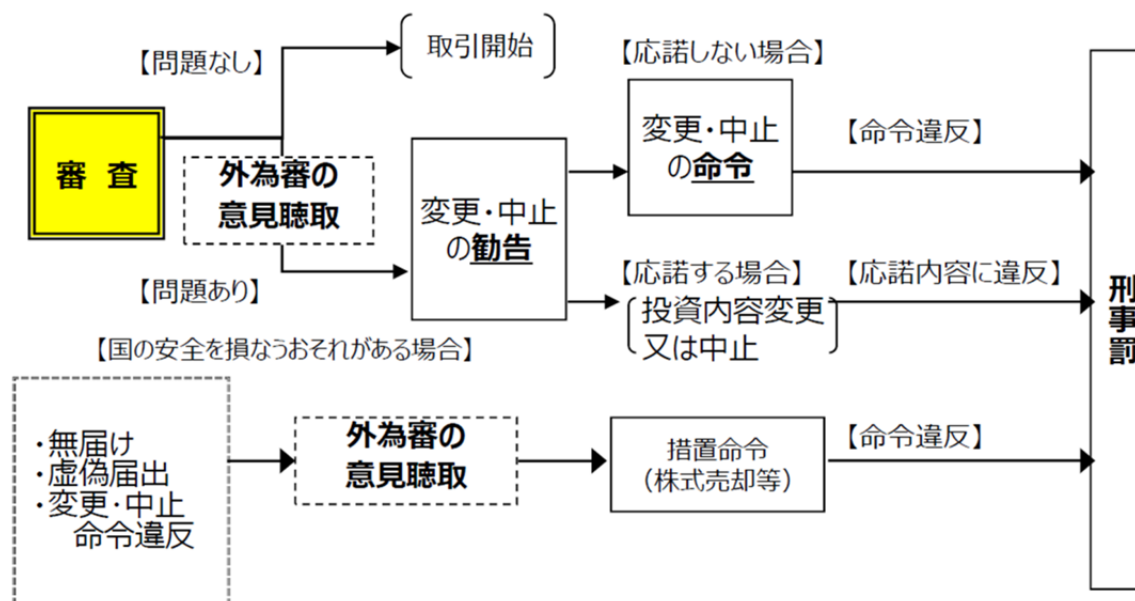 【問題なし】
取引開始
【応諾しない場合】
審 査
外為審の
意見聴取
変更・中止
の勧告
変更・中止
の命令
【命令違反】
【問題あり】
【応諾する場合】
【応諾内容に違反】
投資内容変更
又は中止
刑事罰
【国の安全を損なうおそれがある場合】
・無届け
・虚偽届出
・変更・中止
命令違反
外為審の
意見聴取
措置命令
（株式売却等）
【命令違反】